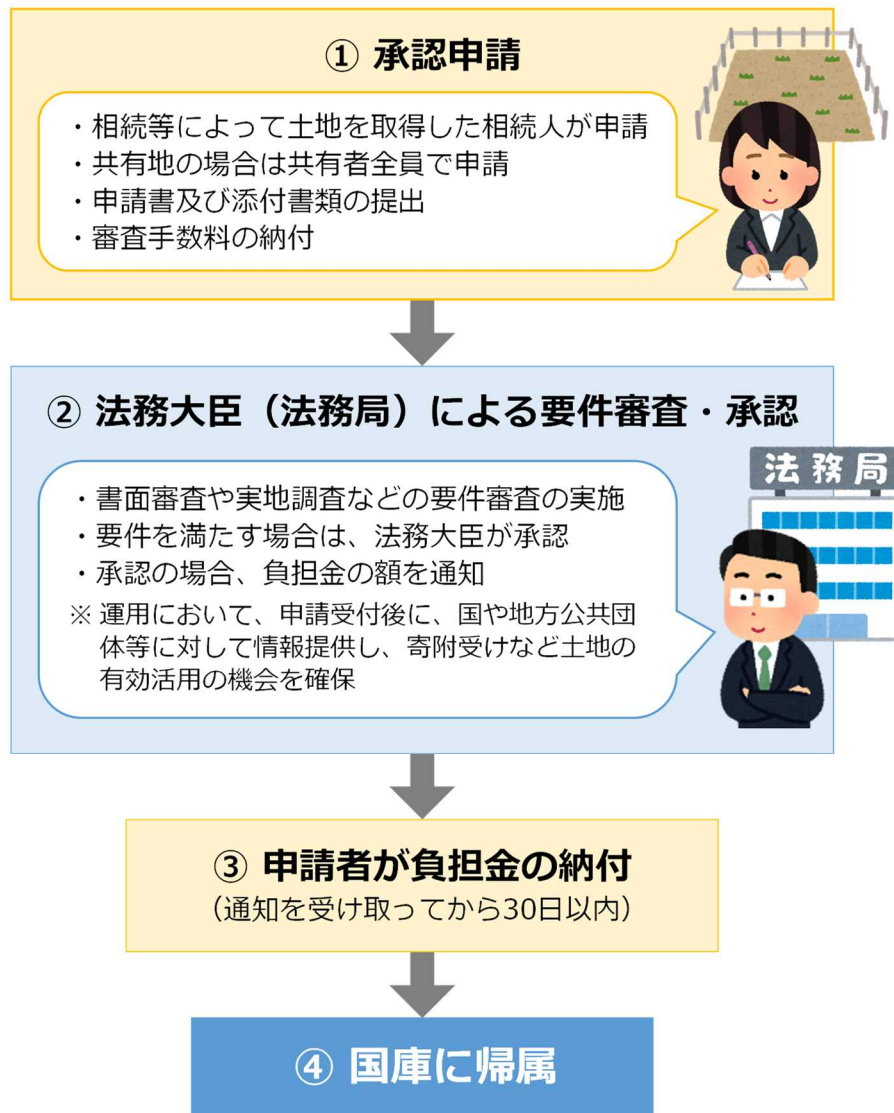 ① 承認申請
・相続等によって土地を取得した相続人が申請
・共有地の場合は共有者全員で申請
・申請書及び添付書類の提出
・審査手数料の納付
② 法務大臣（法務局）による要件審査・承認
法務局
・書面審査や実地調査などの要件審査の実施
・要件を満たす場合は、法務大臣が承認
・承認の場合、負担金の額を通知
※ 運用において、申請受付後に、国や地方公共団
体等に対して情報提供し、寄附受けなど土地の
有効活用の機会を確保
③ 申請者が負担金の納付
（通知を受け取ってから30日以内）
④ 国庫に帰属